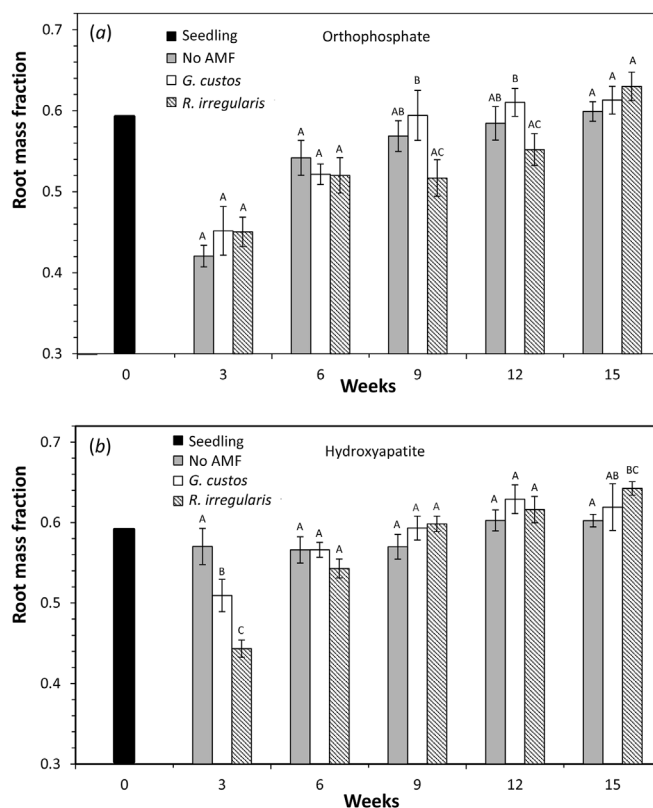 (a)
Orthophosphate
Seedling
No AMF
G. custos
R. irregularis
Root mass fraction
0.7
0.6
0.5
0.4
0.3
A A A
A A A
AB B AC
AB B AC
A A A
0 3 6 9 12 15
Weeks
(b)
Hydroxyapatite
Seedling
No AMF
G. custos
R. irregularis
Root mass fraction
0.7
0.6
0.5
0.4
0.3
A B C
A A A
A A A
A A A
A AB BC
0 3 6 9 12 15
Weeks